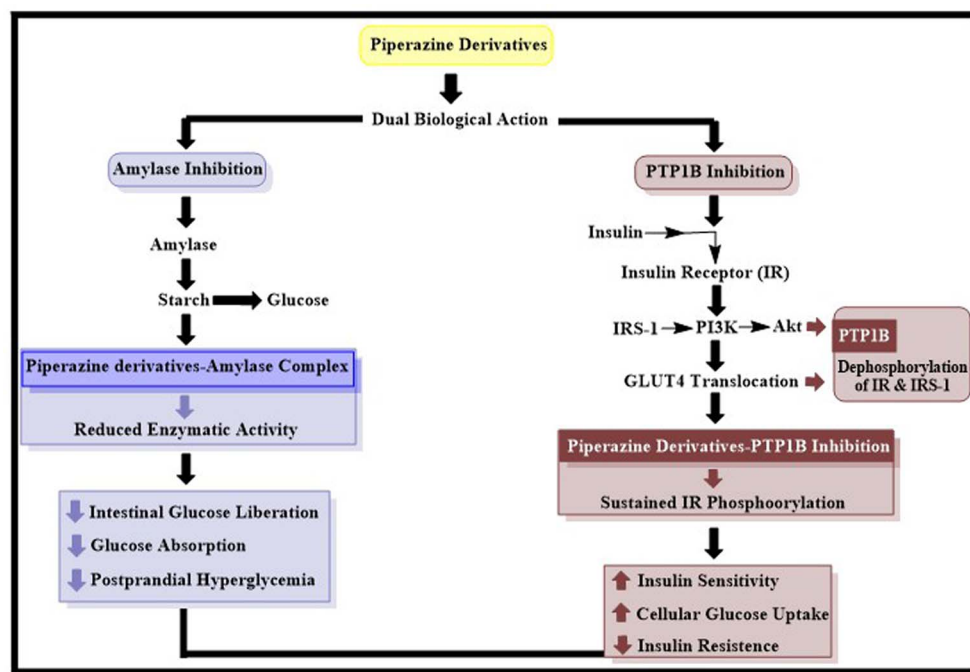 Piperazine Derivatives
Dual Biological Action
Amylase Inhibition
Amylase
Starch
Glucose
Piperazine derivatives-Amylase Complex
Reduced Enzymatic Activity
Intestinal Glucose Liberation
Glucose Absorption
Postprandial Hyperglycemia
PTP1B Inhibition
Insulin
Insulin Receptor (IR)
IRS-1
PI3K
Akt
PTP1B
Dephosphorylation
of IR & IRS-1
GLUT4 Translocation
Piperazine Derivatives-PTP1B Inhibition
Sustained IR Phosphoorylation
Insulin Sensitivity
Cellular Glucose Uptake
Insulin Resistence